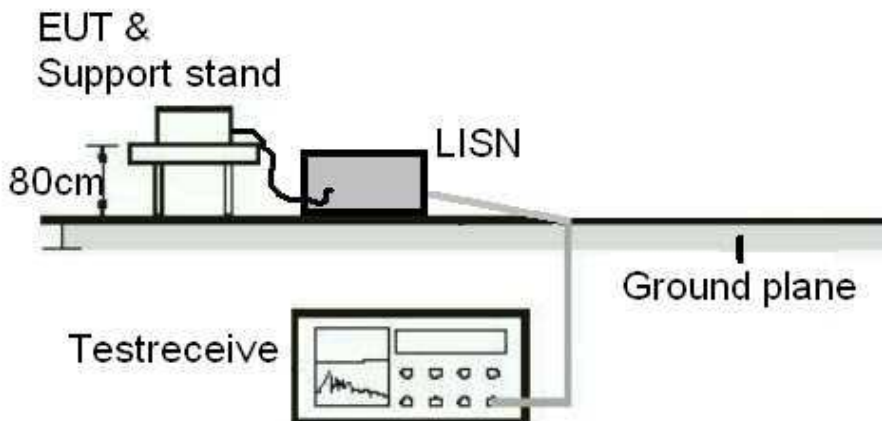 EUT &
Support stand
LISN
80cm
Ground plane
Testreceive